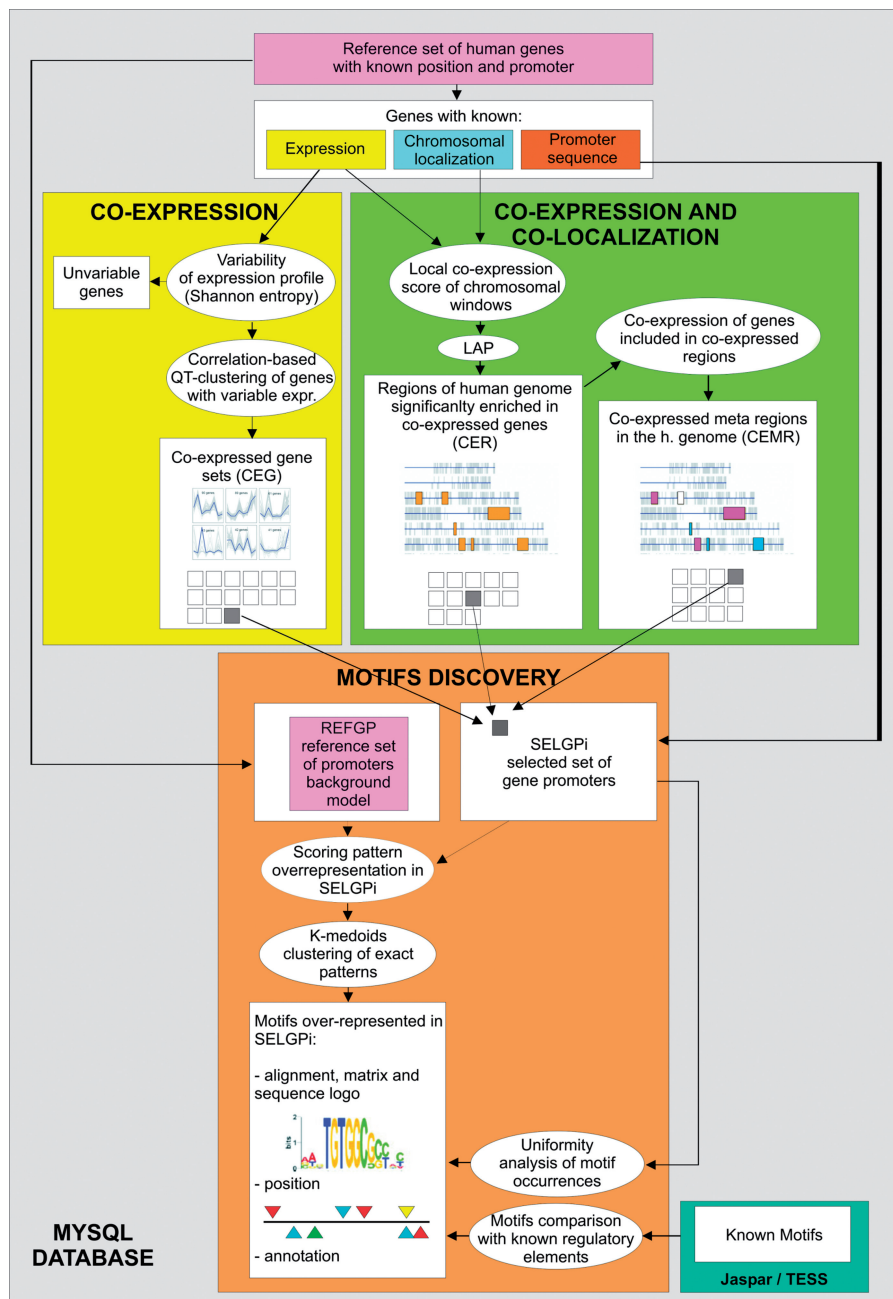 Reference set of human genes
with known position and promoter
Genes with known:
Expression
Chromosomal
localization
Promoter
sequence
CO-EXPRESSION
CO-EXPRESSION AND
CO-LOCALIZATION
Unvariable
genes
Variability
of expression profile
(Shannon entropy)
Local co-expression
score of chromosomal
windows
Co-expression of genes
included in co-expressed
regions
LAP
Correlation-based
QT-clustering of genes
with variable expr.
Regions of human genome
significanlty enriched in
co-expressed genes
(CER)
Co-expressed meta regions
in the h. genome (CEMR)
Co-expressed gene
sets (CEG)
MOTIFS DISCOVERY
REFGP
reference set
of promoters
background
model
SELGPi
selected set of
gene promoters
Scoring pattern
overrepresentation in
SELGPi
K-medoids
clustering of exact
patterns
Motifs over-represented in
SELGPi:
- alignment, matrix and
sequence logo
2
1
0
bits
TGTGGC
- position
- annotation
Uniformity
analysis of motif
occurrences
Motifs comparison
with known regulatory
elements
Known Motifs
Jaspar / TESS
MYSQL
DATABASE